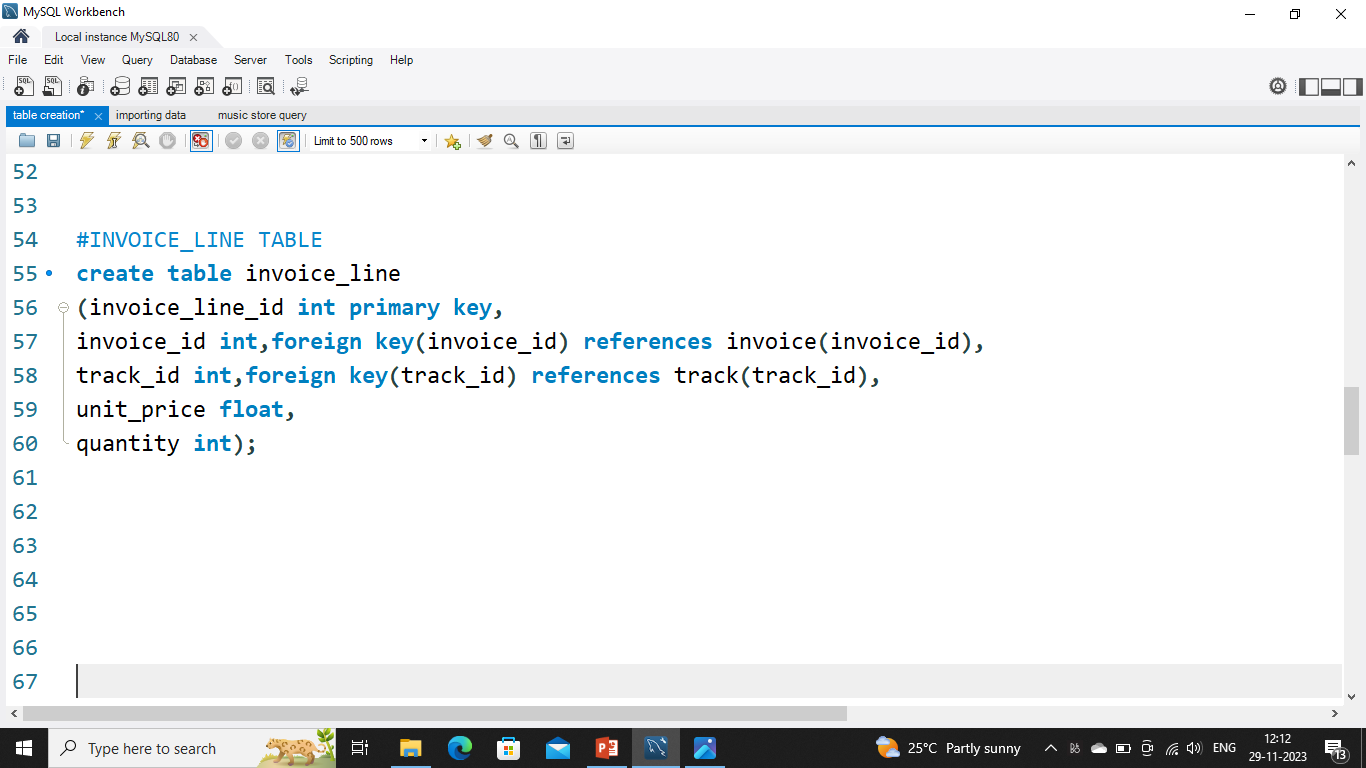 MySQL Workbench
Local instance MySQL80
File Edit View Query Database Server Tools Scripting Help
table creation* importing data music store query
Limit to 500 rows
52
53
54 #INVOICE_LINE TABLE
55 create table invoice_line
56 (invoice_line_id int primary key,
57 invoice_id int,foreign key(invoice_id) references invoice(invoice_id),
58 track_id int,foreign key(track_id) references track(track_id),
59 unit_price float,
60 quantity int);
61
62
63
64
65
66
67
Type here to search
25°C Partly sunny
ENG
12:12
29-11-2023
13